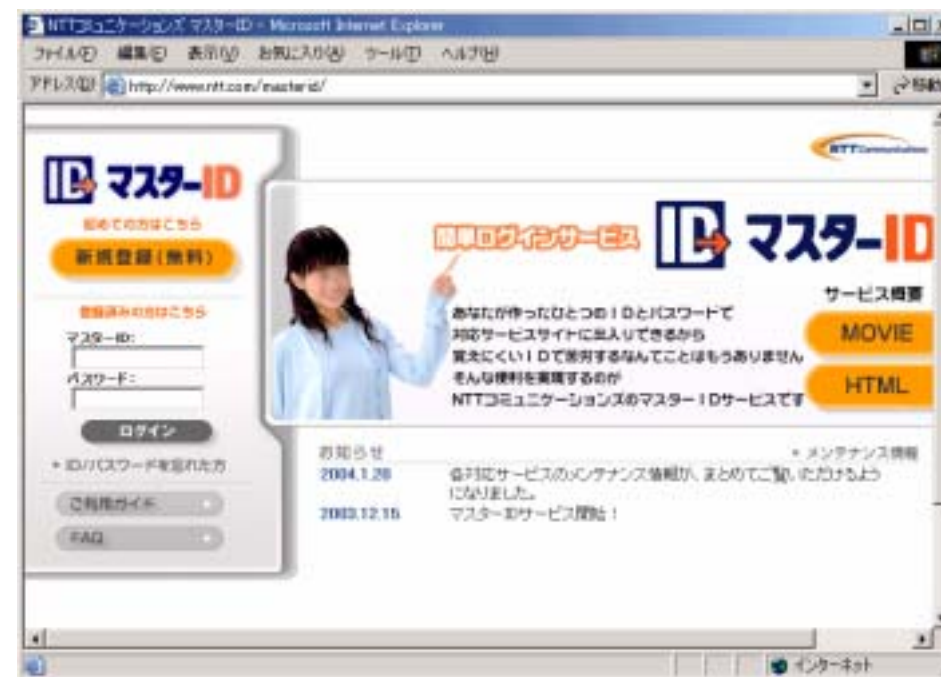 NTTコミュニケーションズ マスターID - Microsoft Internet Explorer
ファイル(F) 編集(E) 表示(V) お気に入り(A) ツール(T) ヘルプ(H)
アドレス(D) http://www.ntt.com/masterid/ 移動
NTT Communications
ID マスターID
初めての方はこちら
新規登録(無料)
登録済みの方はこちら
マスターID:
パスワード:
ログイン
ID/パスワードを忘れた方
ご利用ガイド
FAQ
簡単ログインサービス ID マスターID
あなたが作ったひとつのIDとパスワードで
対応サービスサイトに出入りできるから
覚えにくいIDで苦労するなんてことはもうありません
そんな便利を実現するのが
NTTコミュニケーションズのマスターIDサービスです
サービス概要
MOVIE
HTML
お知らせ メンテナンス情報
2004.1.28 各対応サービスのメンテナンス情報が、まとめてご覧いただけるよう
になりました。
2003.12.15 マスターIDサービス開始！
インターネット